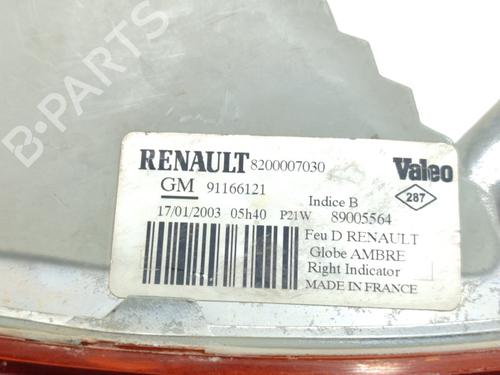 B-PARTS
RENAULT 8200007030
Valeo
GM 91166121
287
Indice B
17/01/2003 05h40 P21W 89005564
Feu D RENAULT
Globe AMBRE
Right Indicator
MADE IN FRANCE